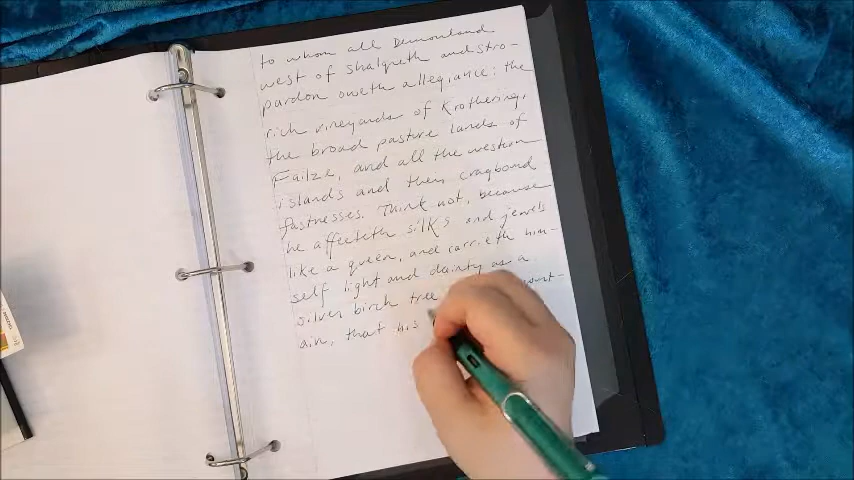 to whom all Demonland
west of Shalgreth and Stro-
pardon oweth allegiance: the
rich vineyards of Krothering,
the broad pasture lands of
Failze, and all the western
islands and their cragbound
fastnesses. Think not, because
he affecteth silks and jewels
like a queen, and carrieth him-
self light and dainty as a
silver birch tree
ain, that his